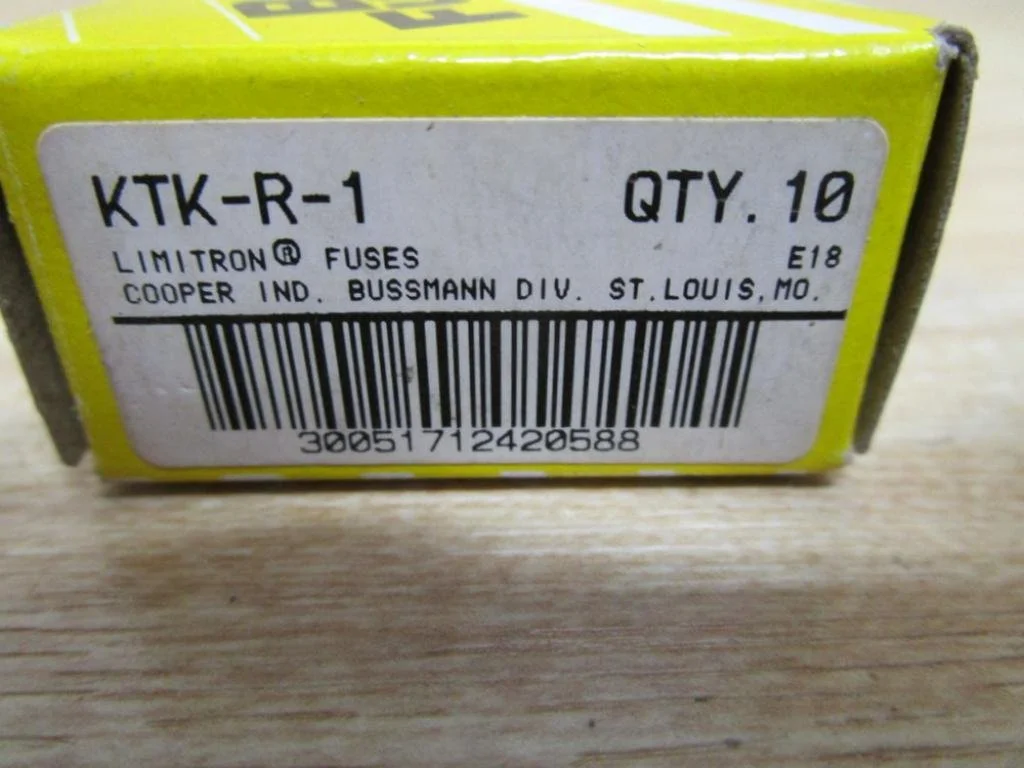 KTK-R-1 QTY. 10
LIMITRON® FUSES E18
COOPER IND. BUSSMANN DIV. ST.LOUIS,MO.
30051712420588